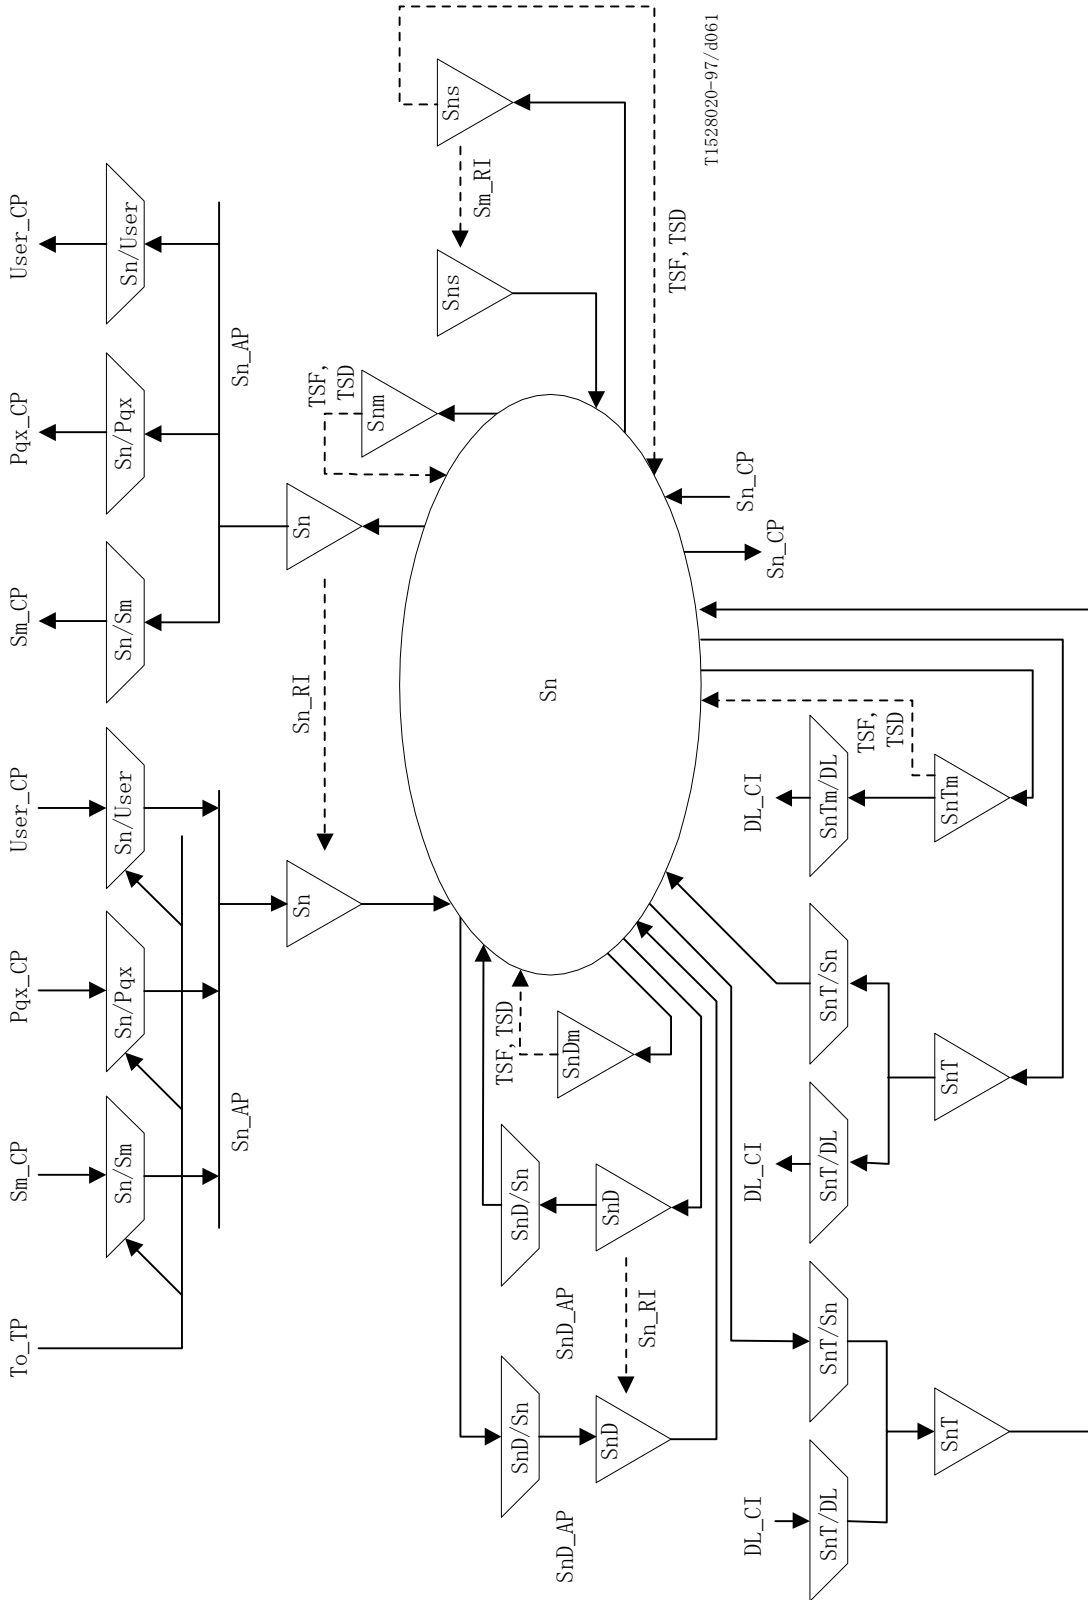 To_TP
Sm_CP
Pqx_CP
User_CP
Sm_CP
Pqx_CP
User_CP
Sn/Sm
Sn/Pqx
Sn/User
Sn/Sm
Sn/Pqx
Sn/User
Sn_AP
Sn_AP
Sn
Sn_RI
Sn
TSF,
TSD
Snm
Sns
Sm_RI
Sns
TSF, TSD
SnD/Sn
SnD/Sn
TSF, TSD
SnDm
Sn
SnD_AP
SnD_AP
SnD
Sn_RI
SnD
Sn_CP
Sn_CP
DL_CI
SnT/DL
SnT/Sn
DL_CI
SnT/DL
SnT/Sn
DL_CI
SnTm/DL
TSF,
TSD
SnT
SnT
SnTm
T1528020-97/d061